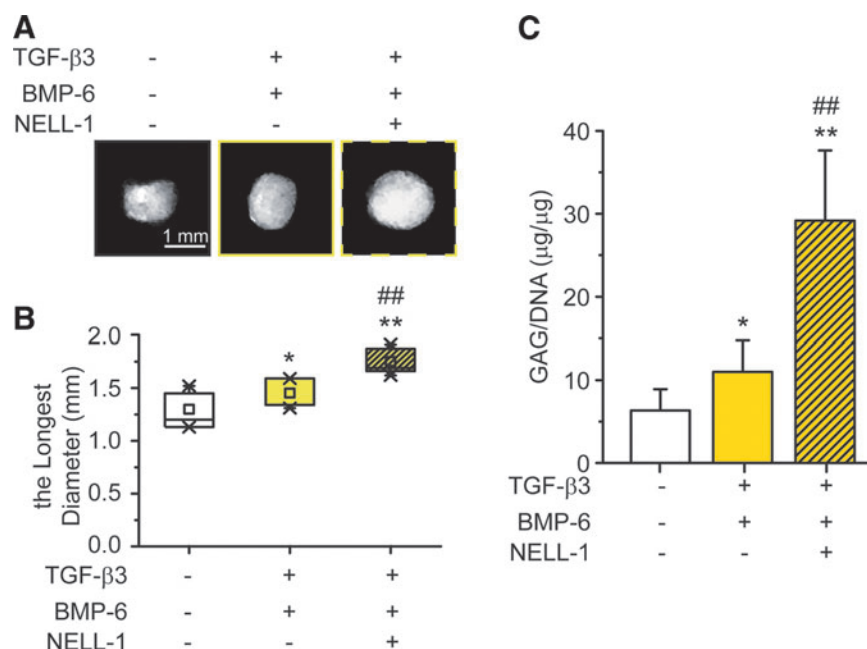 A
TGF-β3 - + +
BMP-6 - + +
NELL-1 - - +
1 mm
B
##
* **
2.0
1.5
1.0
0.5
0.0
the Longest
Diameter (mm)
TGF-β3 - + +
BMP-6 - + +
NELL-1 - - +
C
##
**
*
40
30
20
10
0
GAG/DNA (μg/μg)
TGF-β3 - + +
BMP-6 - + +
NELL-1 - - +